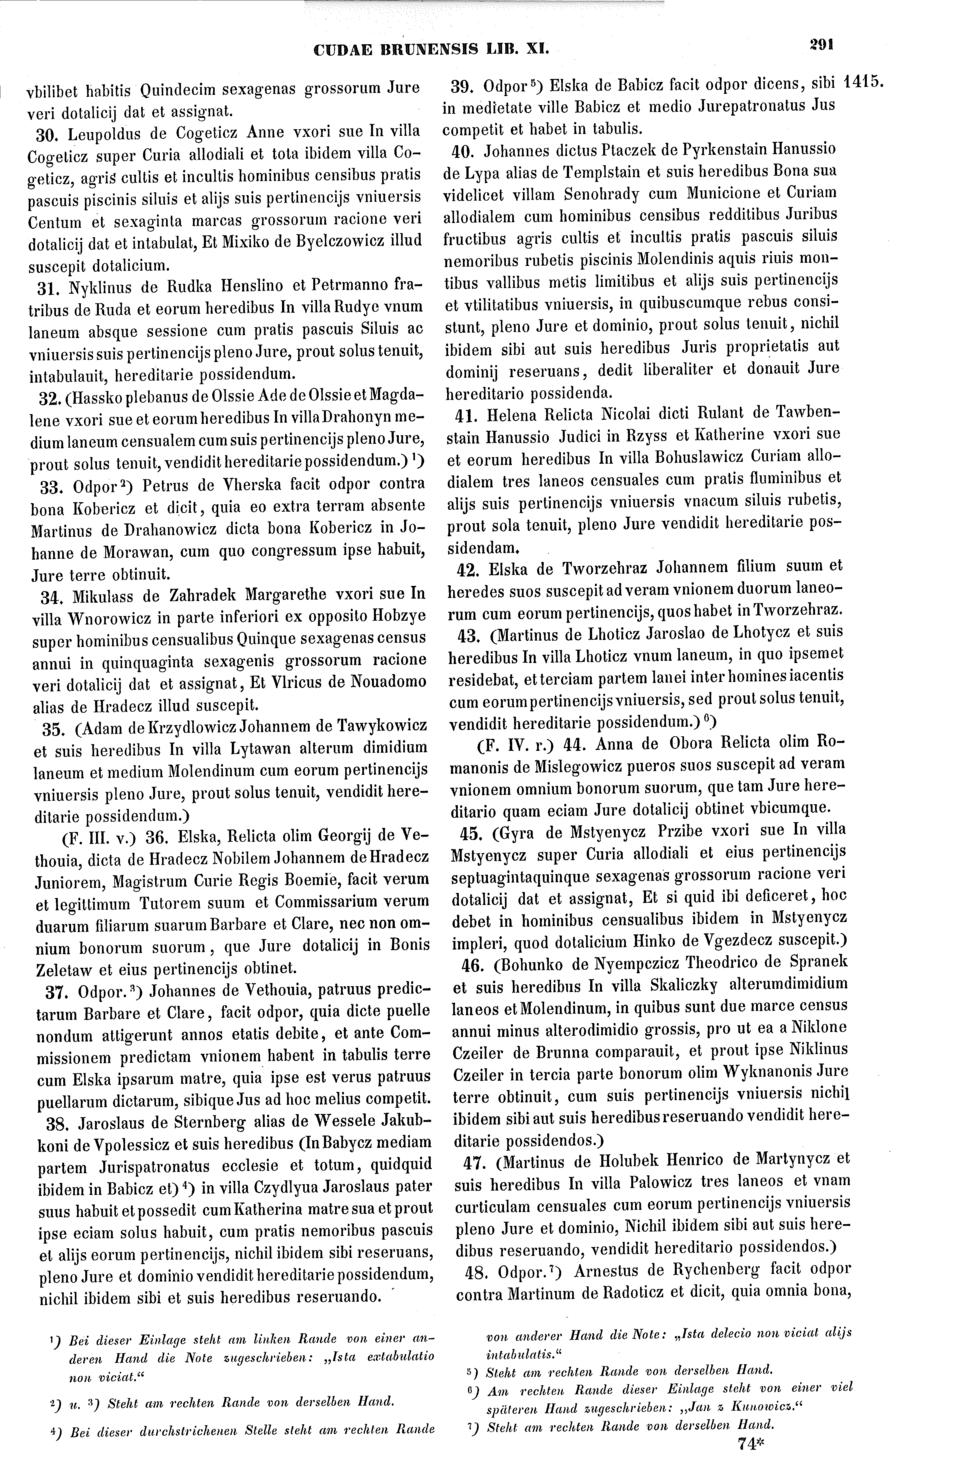 CUDAE BRUNENSIS LIB. XI.
291
vbilibet habitis Quindecim sexagenas grossorum Jure
veri dotalicij dat et assignat.
30. Leupoldus de Cogeticz Anne vxori sue In villa
Cogeticz super Curia allodiali et tota ibidem villa Co-
geticz, agris cultis et incultis hominibus censibus pratis
pascuis piscinis siluis et alijs suis pertinencijs vniuersis
Centum et sexaginta marcas grossorum racione veri
dotalicij dat et intabulat, Et Mixiko de Byelczowicz illud
suscepit dotalicium.
31. Nyklinus de Rudka Henslino et Petrmanno fra-
tribus de Ruda et eorum heredibus In villa Rudye vnum
laneum absque sessione cum pratis pascuis Siluis ac
vniuersis suis pertinencijs pleno Jure, prout solus tenuit,
intabulauit, hereditarie possidendum.
32. (Hassko plebanus de Olssie Ade de Olssie et Magda-
lene vxori sue et eorum heredibus In villa Drahonyn me-
dium laneum censualem cum suis pertinencijs pleno Jure,
prout solus tenuit, vendidit hereditarie possidendum.) ¹)
33. Odpor ²) Petrus de Vherska facit odpor contra
bona Kobericz et dicit, quia eo extra terram absente
Martinus de Drahanowicz dicta bona Kobericz in Jo-
hanne de Morawan, cum quo congressum ipse habuit,
Jure terre obtinuit.
34. Mikulass de Zahradek Margarethe vxori sue In
villa Wnorowicz in parte inferiori ex opposito Hobzye
super hominibus censualibus Quinque sexagenas census
annui in quinquaginta sexagenis grossorum racione
veri dotalicij dat et assignat, Et Vlricus de Nouadomo
alias de Hradecz illud suscepit.
35. (Adam de Krzydlowicz Johannem de Tawykowicz
et suis heredibus In villa Lytawan alterum dimidium
laneum et medium Molendinum cum eorum pertinencijs
vniuersis pleno Jure, prout solus tenuit, vendidit here-
ditarie possidendum.)
(F. III. v.) 36. Elska, Relicta olim Georgij de Ve-
thouia, dicta de Hradecz Nobilem Johannem de Hradecz
Juniorem, Magistrum Curie Regis Boemie, facit verum
et legittimum Tutorem suum et Commissarium verum
duarum filiarum suarum Barbare et Clare, nec non om-
nium bonorum suorum, que Jure dotalicij in Bonis
Zeletaw et eius pertinencijs obtinet.
37. Odpor. ³) Johannes de Vethouia, patruus predic-
tarum Barbare et Clare, facit odpor, quia dicte puelle
nondum attigerunt annos etatis debite, et ante Com-
missionem predictam vnionem habent in tabulis terre
cum Elska ipsarum matre, quia ipse est verus patruus
puellarum dictarum, sibique Jus ad hoc melius competit.
38. Jaroslaus de Sternberg alias de Wessele Jakub-
koni de Vpolessicz et suis heredibus (In Babycz mediam
partem Jurispatronatus ecclesie et totum, quidquid
ibidem in Babicz et) ⁴) in villa Czydlyua Jaroslaus pater
suus habuit et possedit cum Katherina matre sua et prout
ipse eciam solus habuit, cum pratis nemoribus pascuis
et alijs eorum pertinencijs, nichil ibidem sibi reseruans,
pleno Jure et dominio vendidit hereditarie possidendum,
nichil ibidem sibi et suis heredibus reseruando.
¹) Bei dieser Einlage steht am linken Rande von einer an-
deren Hand die Note zugeschrieben: „Ista extabulatio
non viciat.“
²) u. ³) Steht am rechten Rande von derselben Hand.
⁴) Bei dieser durchstrichenen Stelle steht am rechten Rande
39. Odpor ⁵) Elska de Babicz facit odpor dicens, sibi
1415.
in medietate ville Babicz et medio Jurepatronatus Jus
competit et habet in tabulis.
40. Johannes dictus Ptaczek de Pyrkenstain Hanussio
de Lypa alias de Templstain et suis heredibus Bona sua
videlicet villam Senohrady cum Municione et Curiam
allodialem cum hominibus censibus redditibus Juribus
fructibus agris cultis et incultis pratis pascuis siluis
nemoribus rubetis piscinis Molendinis aquis riuis mon-
tibus vallibus metis limitibus et alijs suis pertinencijs
et vtilitatibus vniuersis, in quibuscumque rebus consi-
stunt, pleno Jure et dominio, prout solus tenuit, nichil
ibidem sibi aut suis heredibus Juris proprietatis aut
dominij reseruans, dedit liberaliter et donauit Jure
hereditario possidenda.
41. Helena Relicta Nicolai dicti Rulant de Tawben-
stain Hanussio Judici in Rzyss et Katherine vxori sue
et eorum heredibus In villa Bohuslawicz Curiam allo-
dialem tres laneos censuales cum pratis fluminibus et
alijs suis pertinencijs vniuersis vnacum siluis rubetis,
prout sola tenuit, pleno Jure vendidit hereditarie pos-
sidendam.
42. Elska de Tworzehraz Johannem filium suum et
heredes suos suscepit ad veram vnionem duorum laneo-
rum cum eorum pertinencijs, quos habet in Tworzehraz.
43. (Martinus de Lhoticz Jaroslao de Lhotycz et suis
heredibus In villa Lhoticz vnum laneum, in quo ipsemet
residebat, et terciam partem lanei inter homines iacentis
cum eorum pertinencijs vniuersis, sed prout solus tenuit,
vendidit hereditarie possidendum.) ⁶)
(F. IV. r.) 44. Anna de Obora Relicta olim Ro-
manonis de Mislegowicz pueros suos suscepit ad veram
vnionem omnium bonorum suorum, que tam Jure here-
ditario quam eciam Jure dotalicij obtinet vbicumque.
45. (Gyra de Mstyenycz Przibe vxori sue In villa
Mstyenycz super Curia allodiali et eius pertinencijs
septuagintaquinque sexagenas grossorum racione veri
dotalicij dat et assignat, Et si quid ibi deficeret, hoc
debet in hominibus censualibus ibidem in Mstyenycz
impleri, quod dotalicium Hinko de Vgezdecz suscepit.)
46. (Bohunko de Nyempczicz Theodrico de Spranek
et suis heredibus In villa Skaliczky alterumdimidium
laneos et Molendinum, in quibus sunt due marce census
annui minus alterodimidio grossis, pro ut ea a Niklone
Czeiler de Brunna comparauit, et prout ipse Niklinus
Czeiler in tercia parte bonorum olim Wyknanonis Jure
terre obtinuit, cum suis pertinencijs vniuersis nichil
ibidem sibi aut suis heredibus reseruando vendidit here-
ditarie possidendos.)
47. (Martinus de Holubek Henrico de Martynycz et
suis heredibus In villa Palowicz tres laneos et vnam
curticulam censuales cum eorum pertinencijs vniuersis
pleno Jure et dominio, Nichil ibidem sibi aut suis here-
dibus reseruando, vendidit hereditario possidendos.)
48. Odpor. ⁷) Arnestus de Rychenberg facit odpor
contra Martinum de Radoticz et dicit, quia omnia bona,
von anderer Hand die Note: „Ista delecio non viciat alijs
intabulatis.“
⁵) Steht am rechten Rande von derselben Hand.
⁶) Am rechten Rande dieser Einlage steht von einer viel
späteren Hand zugeschrieben: „Jan z Kunowicz.“
⁷) Steht am rechten Rande von derselben Hand.
74*